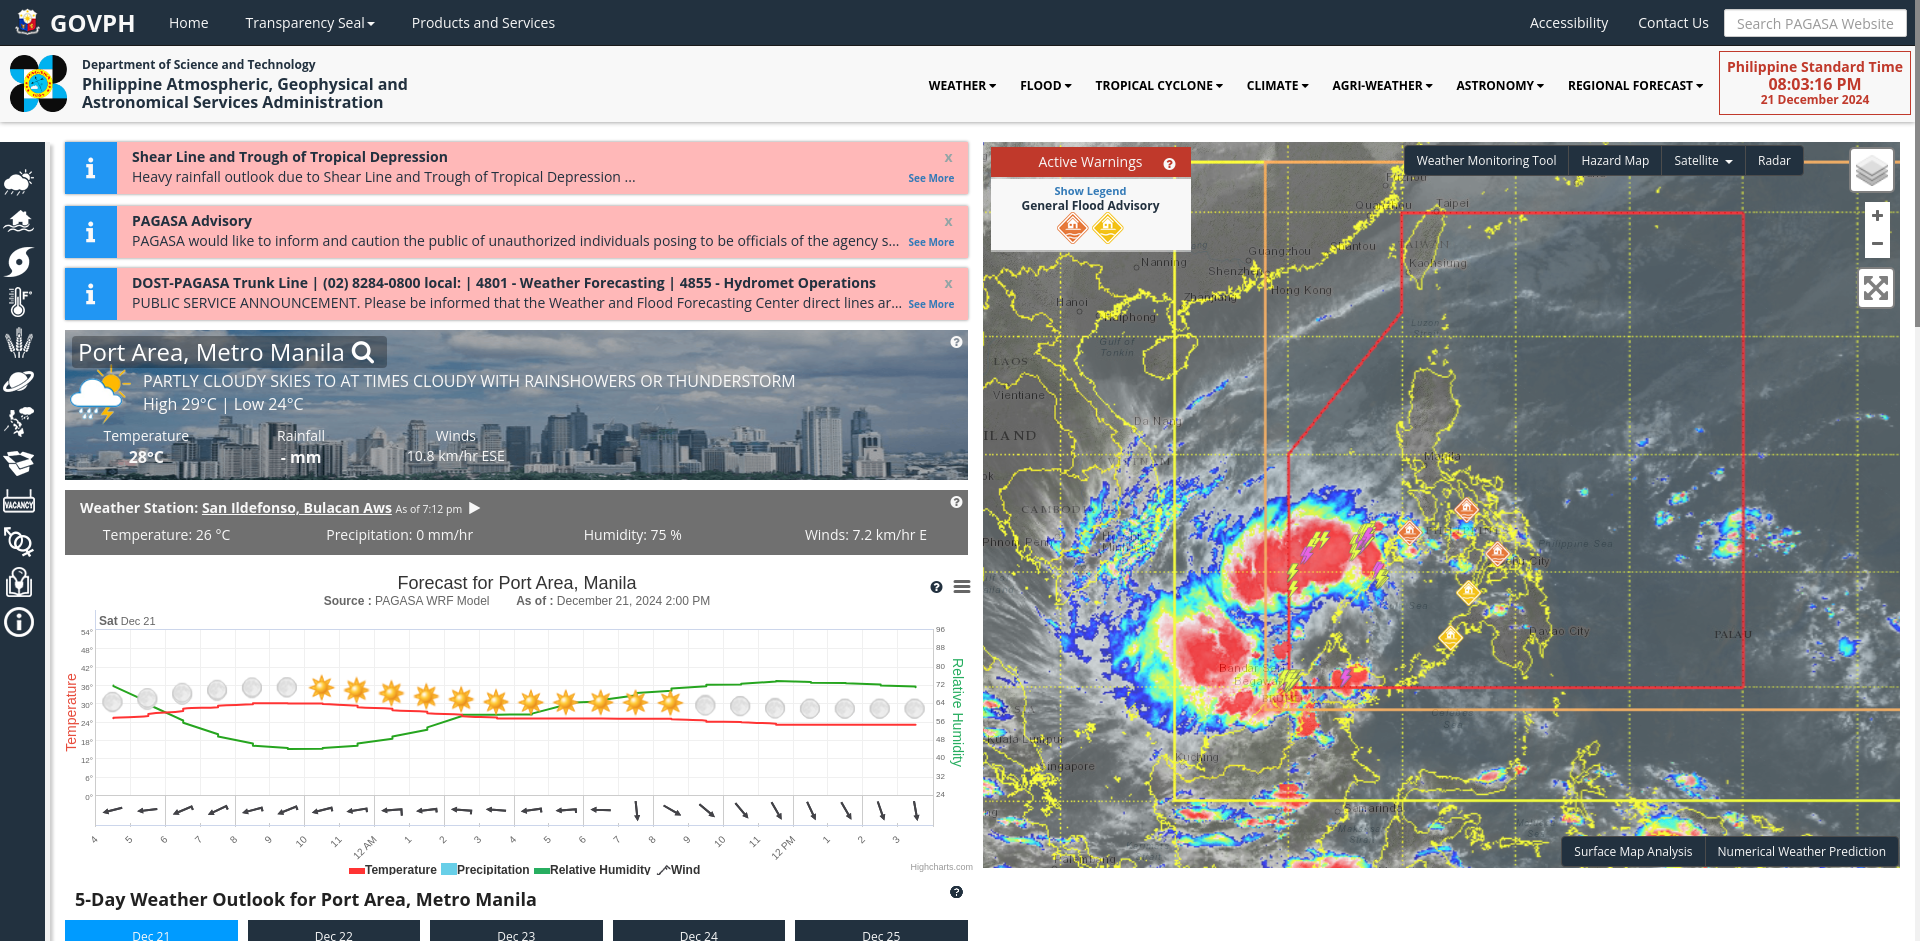 GOVPH
Home
Transparency Seal
Products and Services
Accessibility
Contact Us
Search PAGASA Website
Department of Science and Technology
Philippine Atmospheric, Geophysical and
Astronomical Services Administration
WEATHER
FLOOD
TROPICAL CYCLONE
CLIMATE
AGRI-WEATHER
ASTRONOMY
REGIONAL FORECAST
Philippine Standard Time
08:03:16 PM
21 December 2024
Shear Line and Trough of Tropical Depression
x
Heavy rainfall outlook due to Shear Line and Trough of Tropical Depression ...
See More
PAGASA Advisory
x
PAGASA would like to inform and caution the public of unauthorized individuals posing to be officials of the agency s...
See More
DOST-PAGASA Trunk Line | (02) 8284-0800 local: | 4801 - Weather Forecasting | 4855 - Hydromet Operations
x
PUBLIC SERVICE ANNOUNCEMENT. Please be informed that the Weather and Flood Forecasting Center direct lines ar...
See More
VACANCY
Port Area, Metro Manila
PARTLY CLOUDY SKIES TO AT TIMES CLOUDY WITH RAINSHOWERS OR THUNDERSTORM
High 29°C | Low 24°C
Temperature
28°C
Rainfall
- mm
Winds
10.8 km/hr ESE
Weather Station: San Ildefonso, Bulacan Aws As of 7:12 pm
Temperature: 26 °C
Precipitation: 0 mm/hr
Humidity: 75 %
Winds: 7.2 km/hr E
Forecast for Port Area, Manila
Source : PAGASA WRF Model
As of : December 21, 2024 2:00 PM
Sat Dec 21
Temperature
54°
48°
42°
36°
30°
24°
18°
12°
6°
0°
96
88
80
72
64
56
48
40
32
24
Relative Humidity
4
5
6
7
8
9
10
11
12 AM
1
2
3
4
5
6
7
8
9
10
11
12 PM
1
2
3
Temperature
Precipitation
Relative Humidity
Wind
Highcharts.com
5-Day Weather Outlook for Port Area, Metro Manila
Dec 21
Dec 22
Dec 23
Dec 24
Dec 25
Active Warnings
Show Legend
General Flood Advisory
Weather Monitoring Tool
Hazard Map
Satellite
Radar
+
−
Taipei
Guangzhou
Shantou
TAIWAN
Kaohsiung
Nanning
Shenzhen
Hong Kong
Zhanjiang
Hanoi
Haiphong
Gulf of
Tonkin
Luzon
LAOS
Vientiane
Da Nang
Manila
CAMBODIA
Philippine Sea
Davao City
PALAU
Bandar Seri
Begawan
Kuala Lumpur
Singapore
Kuching
Samarinda
Surface Map Analysis
Numerical Weather Prediction